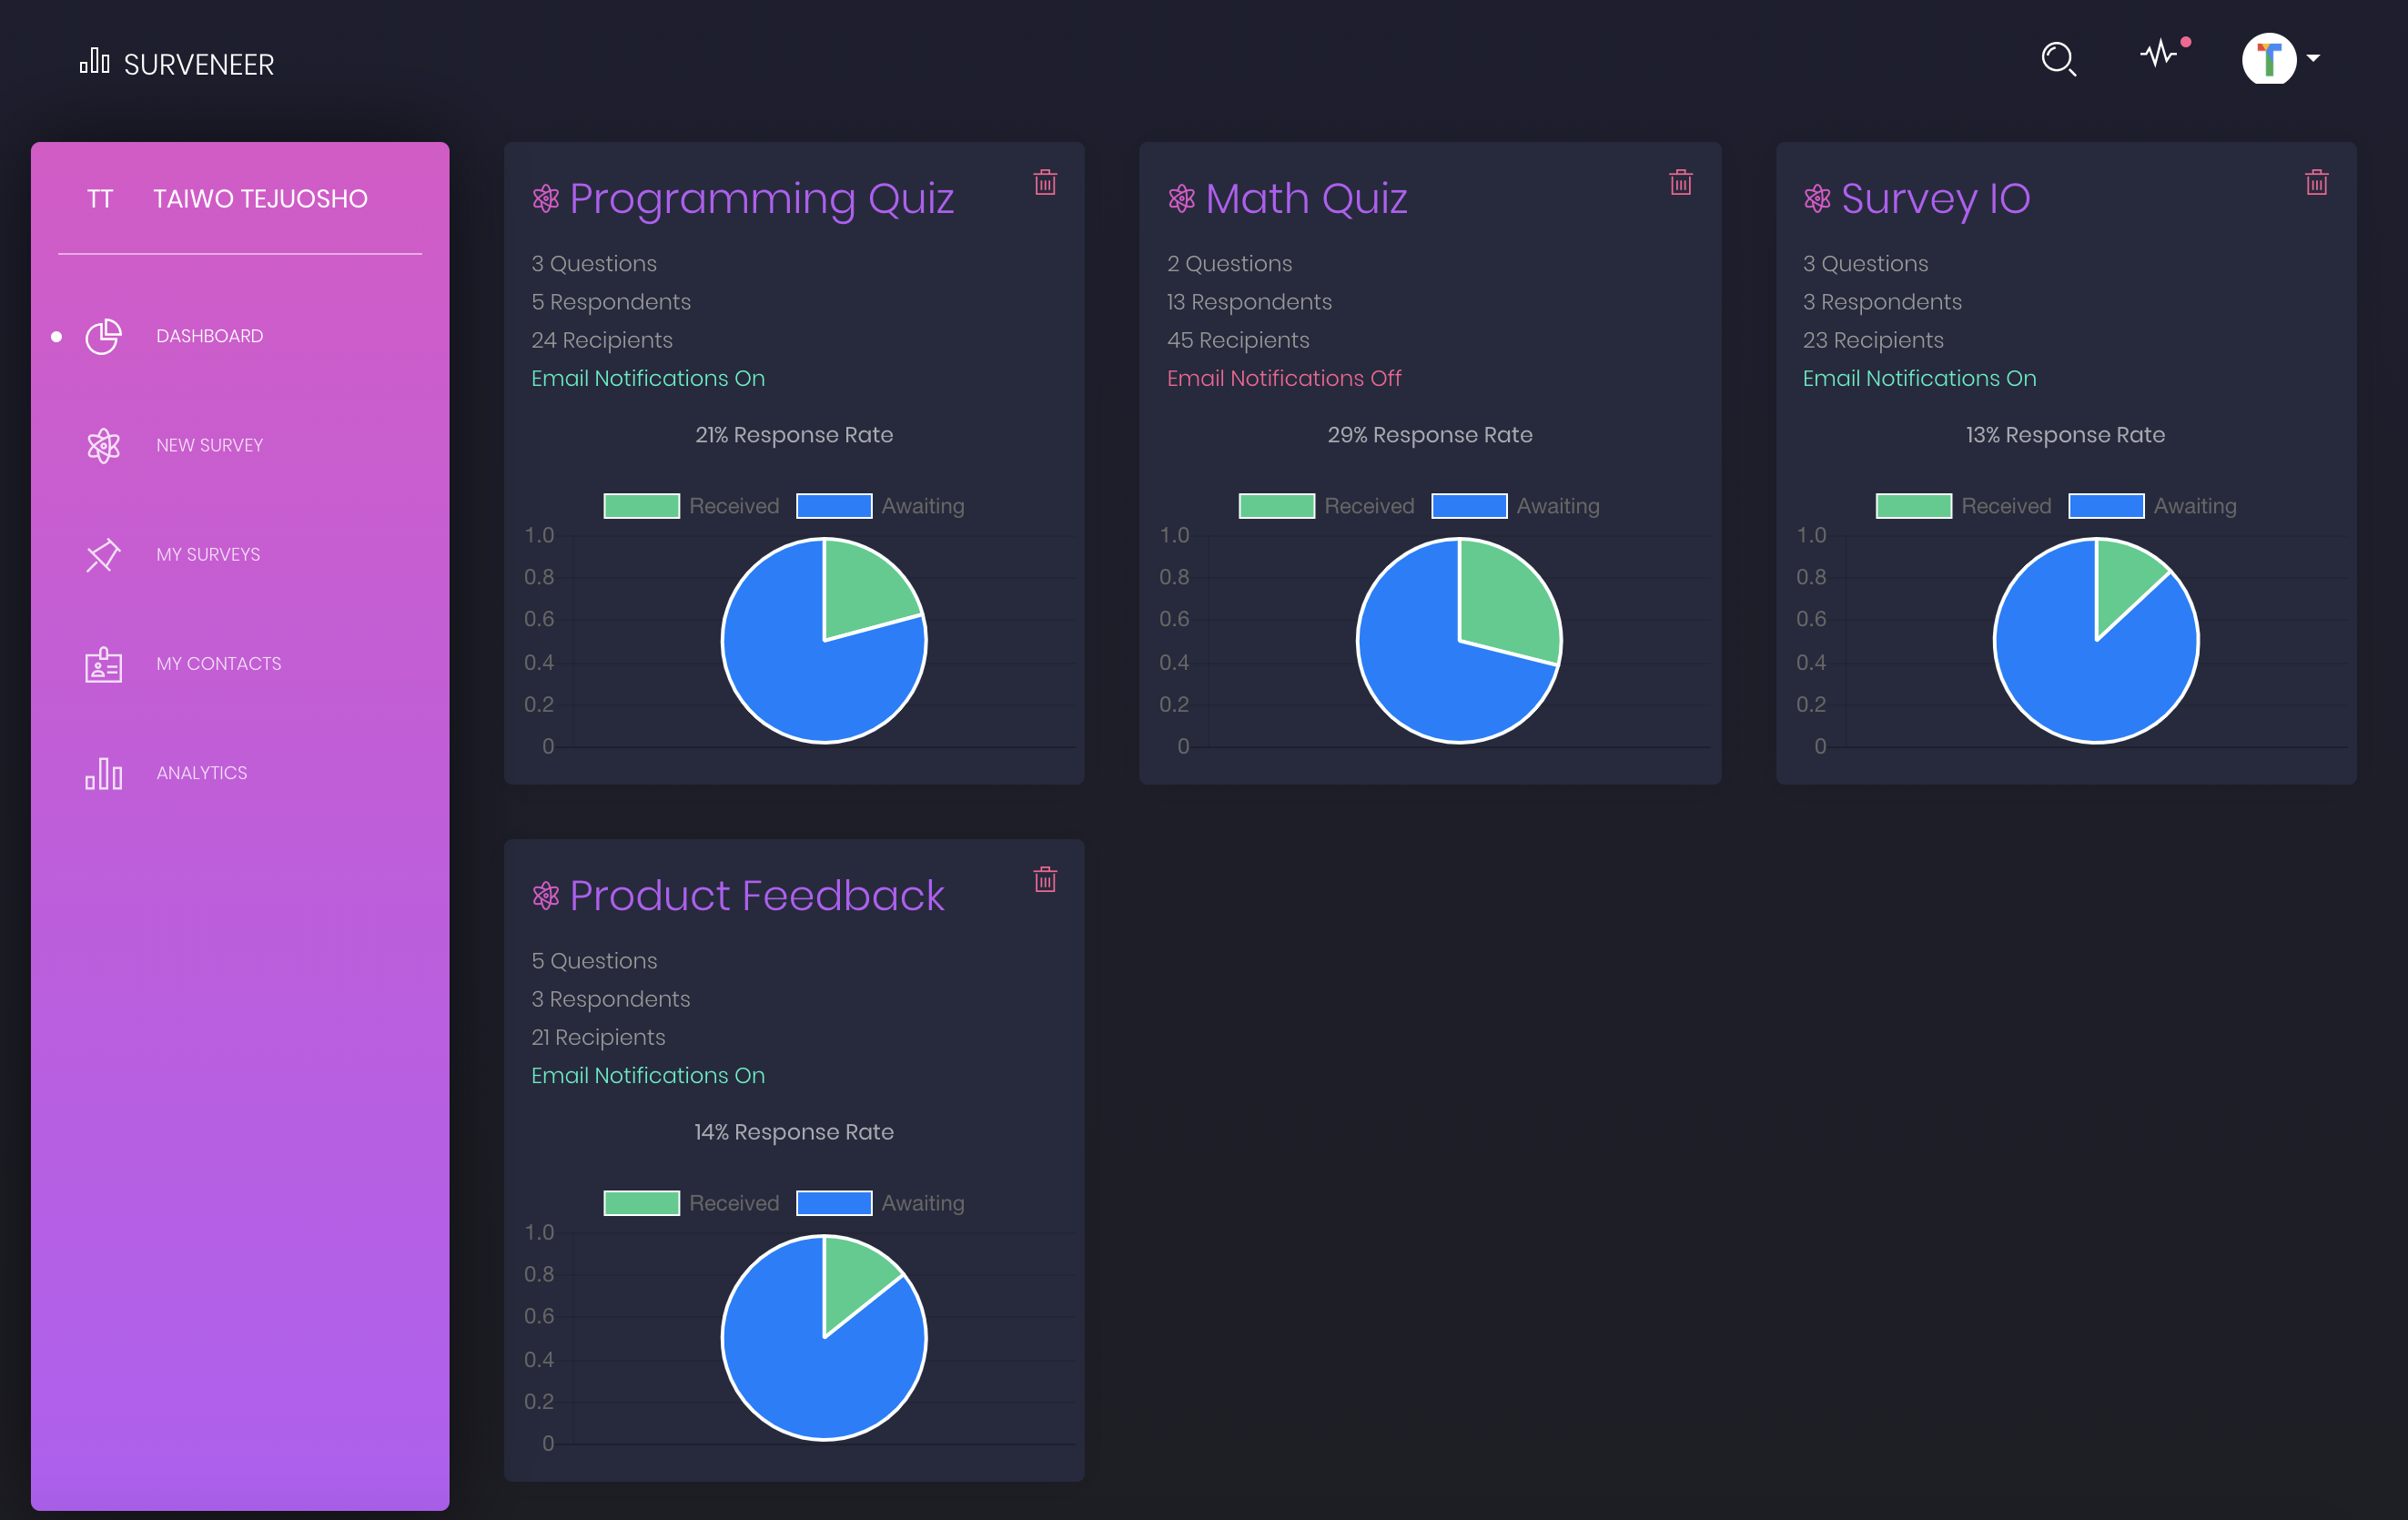 SURVENEER
TT TAIWO TEJUOSHO
DASHBOARD
NEW SURVEY
MY SURVEYS
MY CONTACTS
ANALYTICS
Programming Quiz
3 Questions
5 Respondents
24 Recipients
Email Notifications On
21% Response Rate
Received Awaiting
1.0
0.8
0.6
0.4
0.2
0
Math Quiz
2 Questions
13 Respondents
45 Recipients
Email Notifications Off
29% Response Rate
Received Awaiting
1.0
0.8
0.6
0.4
0.2
0
Survey IO
3 Questions
3 Respondents
23 Recipients
Email Notifications On
13% Response Rate
Received Awaiting
1.0
0.8
0.6
0.4
0.2
0
Product Feedback
5 Questions
3 Respondents
21 Recipients
Email Notifications On
14% Response Rate
Received Awaiting
1.0
0.8
0.6
0.4
0.2
0
T